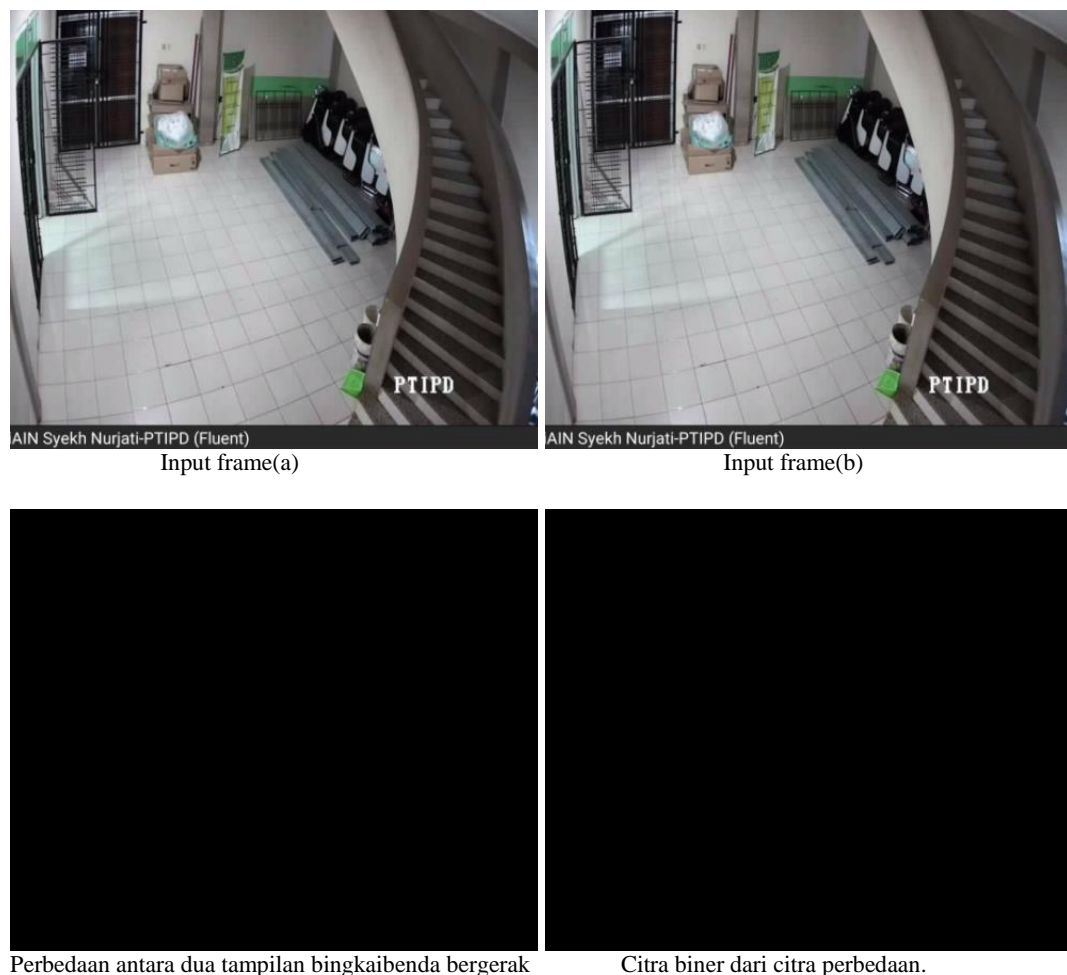 PTIPD
PTIPD
AIN Syekh Nurjati-PTIPD (Fluent)
AIN Syekh Nurjati-PTIPD (Fluent)
Input frame(a)
Input frame(b)
Perbedaan antara dua tampilan bingkaibenda bergerak
Citra biner dari citra perbedaan.